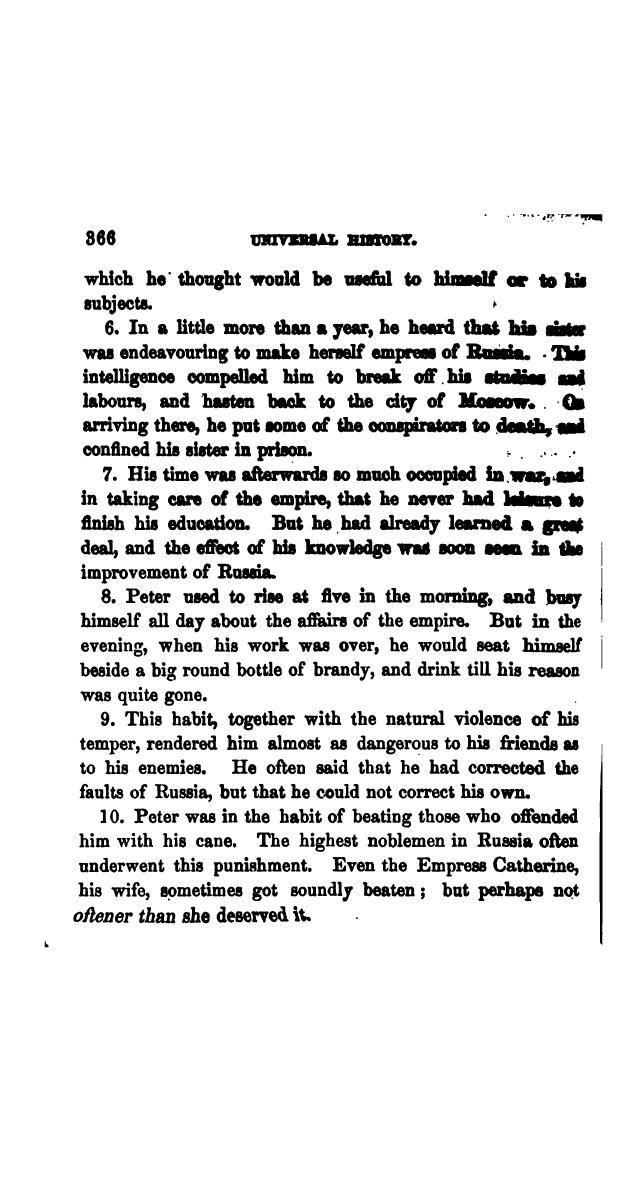 366 UNIVERSAL HISTORY.
which he thought would be useful to himself or to his
subjects.
6. In a little more than a year, he heard that his sister
was endeavouring to make herself empress of Russia. This
intelligence compelled him to break off his studies and
labours, and hasten back to the city of Moscow. On
arriving there, he put some of the conspirators to death, and
confined his sister in prison.
7. His time was afterwards so much occupied in war, and
in taking care of the empire, that he never had leisure to
finish his education. But he had already learned a great
deal, and the effect of his knowledge was soon seen in the
improvement of Russia.
8. Peter used to rise at five in the morning, and busy
himself all day about the affairs of the empire. But in the
evening, when his work was over, he would seat himself
beside a big round bottle of brandy, and drink till his reason
was quite gone.
9. This habit, together with the natural violence of his
temper, rendered him almost as dangerous to his friends as
to his enemies. He often said that he had corrected the
faults of Russia, but that he could not correct his own.
10. Peter was in the habit of beating those who offended
him with his cane. The highest noblemen in Russia often
underwent this punishment. Even the Empress Catherine,
his wife, sometimes got soundly beaten; but perhaps not
oftener than she deserved it.